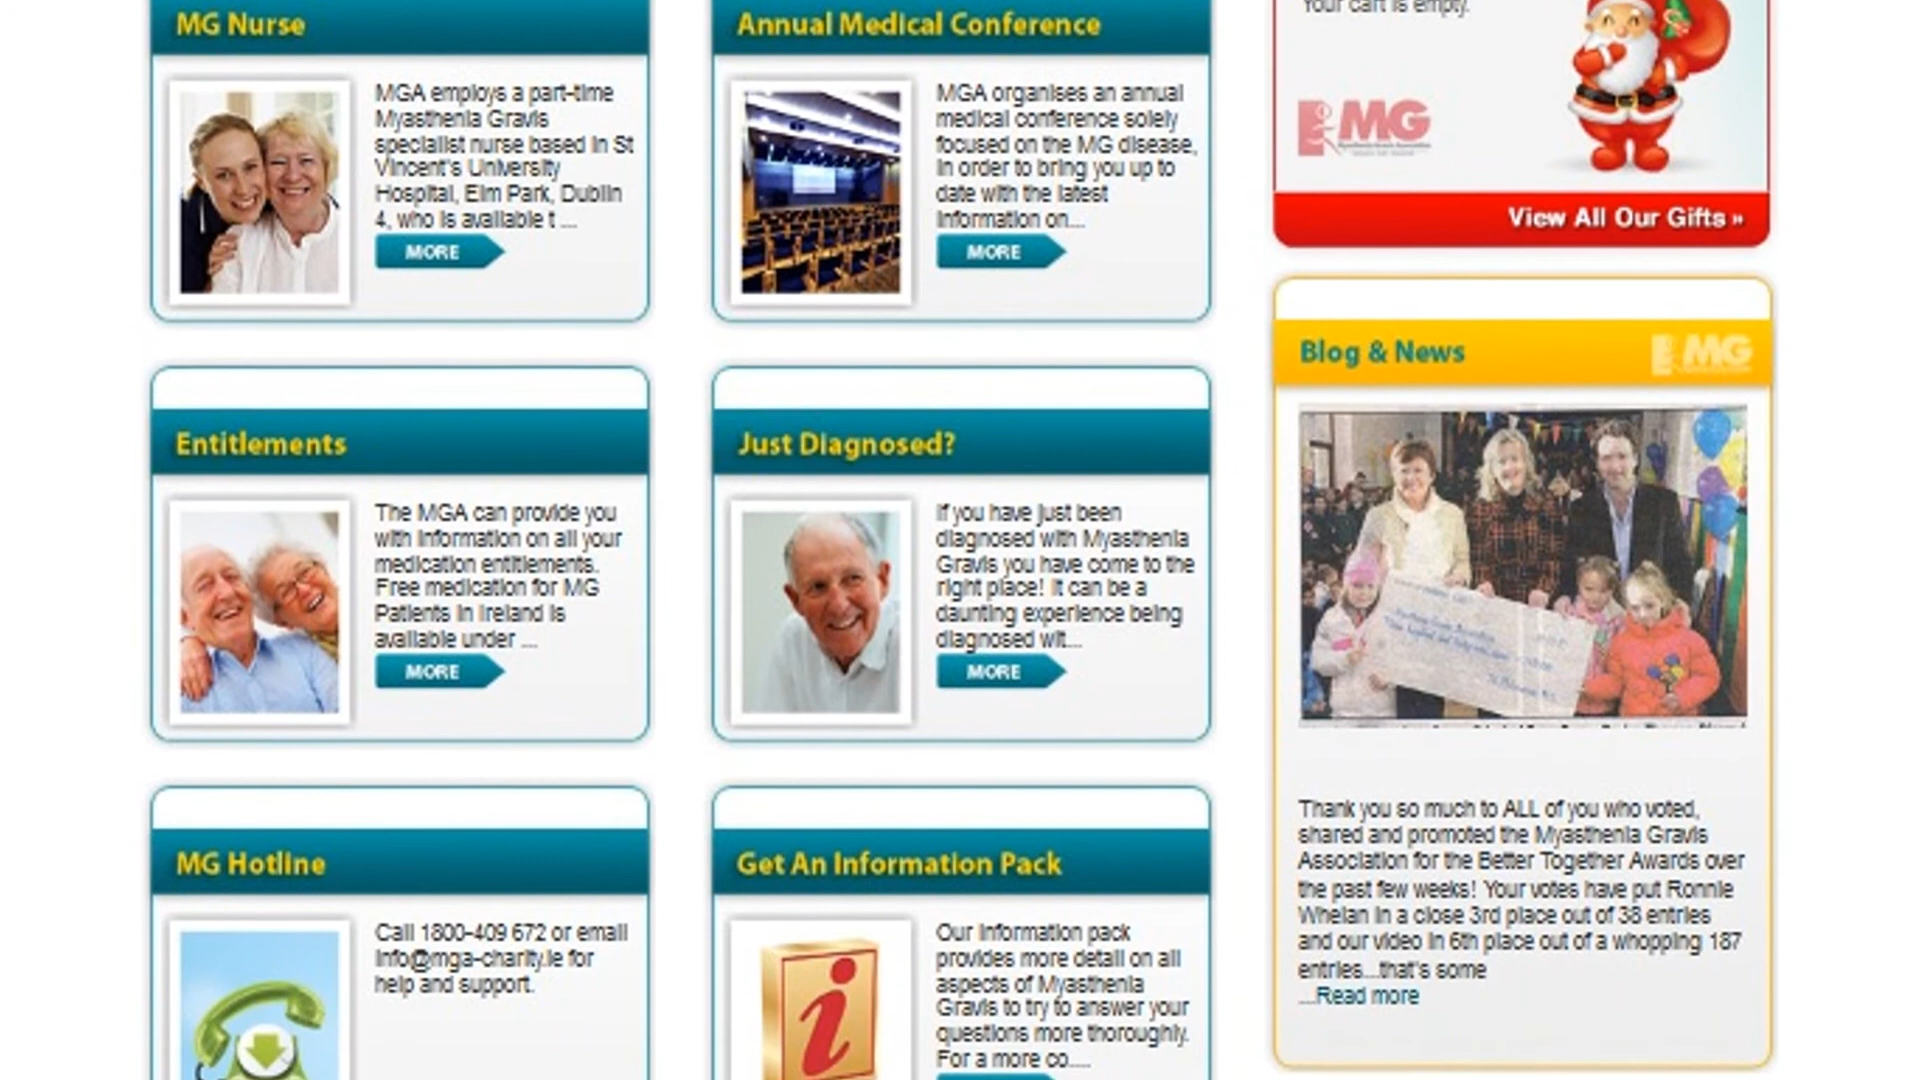 MG Nurse
MGA employs a part-time
Myasthenia Gravis
specialist nurse based in St
Vincent's University
Hospital, Elm Park, Dublin
4, who is available t ...
MORE
Annual Medical Conference
MGA organises an annual
medical conference solely
focused on the MG disease,
in order to bring you up to
date with the latest
information on...
MORE
Entitlements
The MGA can provide you
with information on all your
medication entitlements.
Free medication for MG
Patients in Ireland is
available under ...
MORE
Just Diagnosed?
If you have just been
diagnosed with Myasthenia
Gravis you have come to the
right place! It can be a
daunting experience being
diagnosed wit...
MORE
MG Hotline
Call 1800-409 672 or email
info@mga-charity.ie for
help and support.
Get An Information Pack
Our information pack
provides more detail on all
aspects of Myasthenia
Gravis to try to answer your
questions more thoroughly.
For a more co....
Your cart is empty.
MG
View All Our Gifts »
Blog & News
MG
Thank you so much to ALL of you who voted,
shared and promoted the Myasthenia Gravis
Association for the Better Together Awards over
the past few weeks! Your votes have put Ronnie
Whelan in a close 3rd place out of 38 entries
and our video in 6th place out of a whopping 187
entries...that's some
...Read more